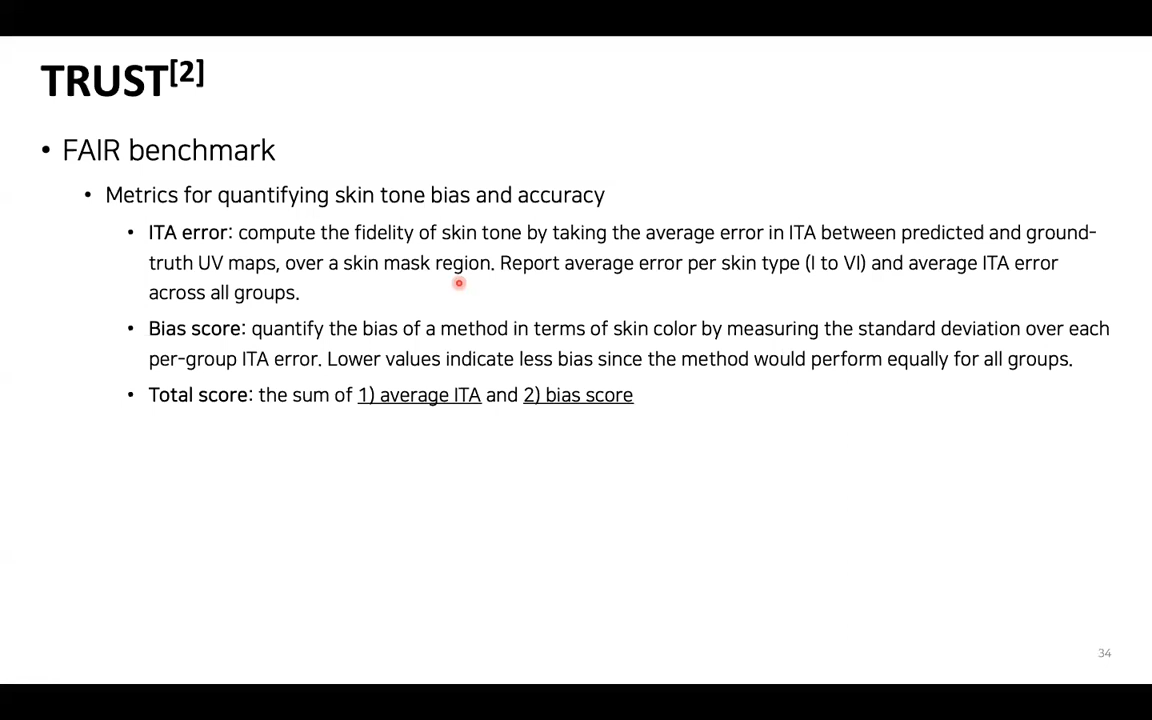 TRUST[2]
• FAIR benchmark
• Metrics for quantifying skin tone bias and accuracy
• ITA error: compute the fidelity of skin tone by taking the average error in ITA between predicted and ground-
truth UV maps, over a skin mask region. Report average error per skin type (I to VI) and average ITA error
across all groups.
• Bias score: quantify the bias of a method in terms of skin color by measuring the standard deviation over each
per-group ITA error. Lower values indicate less bias since the method would perform equally for all groups.
• Total score: the sum of 1) average ITA and 2) bias score
34